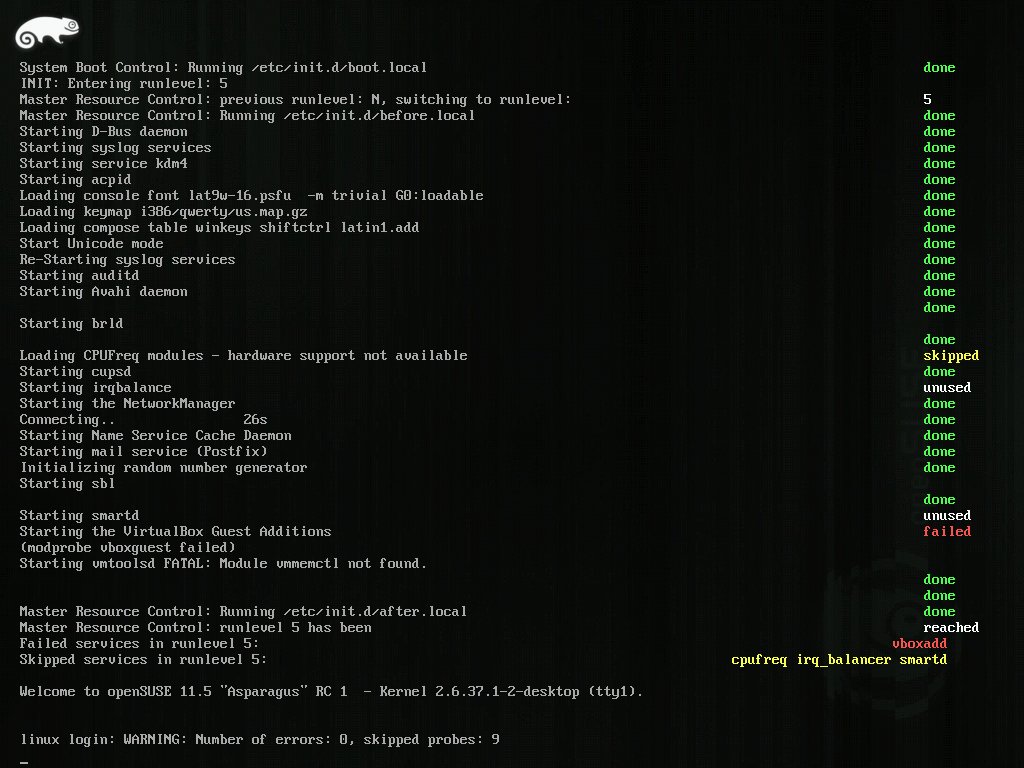 System Boot Control: Running /etc/init.d/boot.local done
INIT: Entering runlevel: 5
Master Resource Control: previous runlevel: N, switching to runlevel: 5
Master Resource Control: Running /etc/init.d/before.local done
Starting D-Bus daemon done
Starting syslog services done
Starting service kdm4 done
Starting acpid done
Loading console font lat9w-16.psfu  -m trivial G0:loadable done
Loading keymap i386/qwerty/us.map.gz done
Loading compose table winkeys shiftctrl latin1.add done
Start Unicode mode done
Re-Starting syslog services done
Starting auditd done
Starting Avahi daemon done
done
Starting brld
done
Loading CPUFreq modules - hardware support not available skipped
Starting cupsd done
Starting irqbalance unused
Starting the NetworkManager done
Connecting.. 26s done
Starting Name Service Cache Daemon done
Starting mail service (Postfix) done
Initializing random number generator done
Starting sbl
done
Starting smartd unused
Starting the VirtualBox Guest Additions failed
(modprobe vboxguest failed)
Starting vmtoolsd FATAL: Module vmmemctl not found.
done
done
Master Resource Control: Running /etc/init.d/after.local done
Master Resource Control: runlevel 5 has been reached
Failed services in runlevel 5: vboxadd
Skipped services in runlevel 5: cpufreq irq_balancer smartd
Welcome to openSUSE 11.5 "Asparagus" RC 1  - Kernel 2.6.37.1-2-desktop (tty1).
linux login: WARNING: Number of errors: 0, skipped probes: 9
_